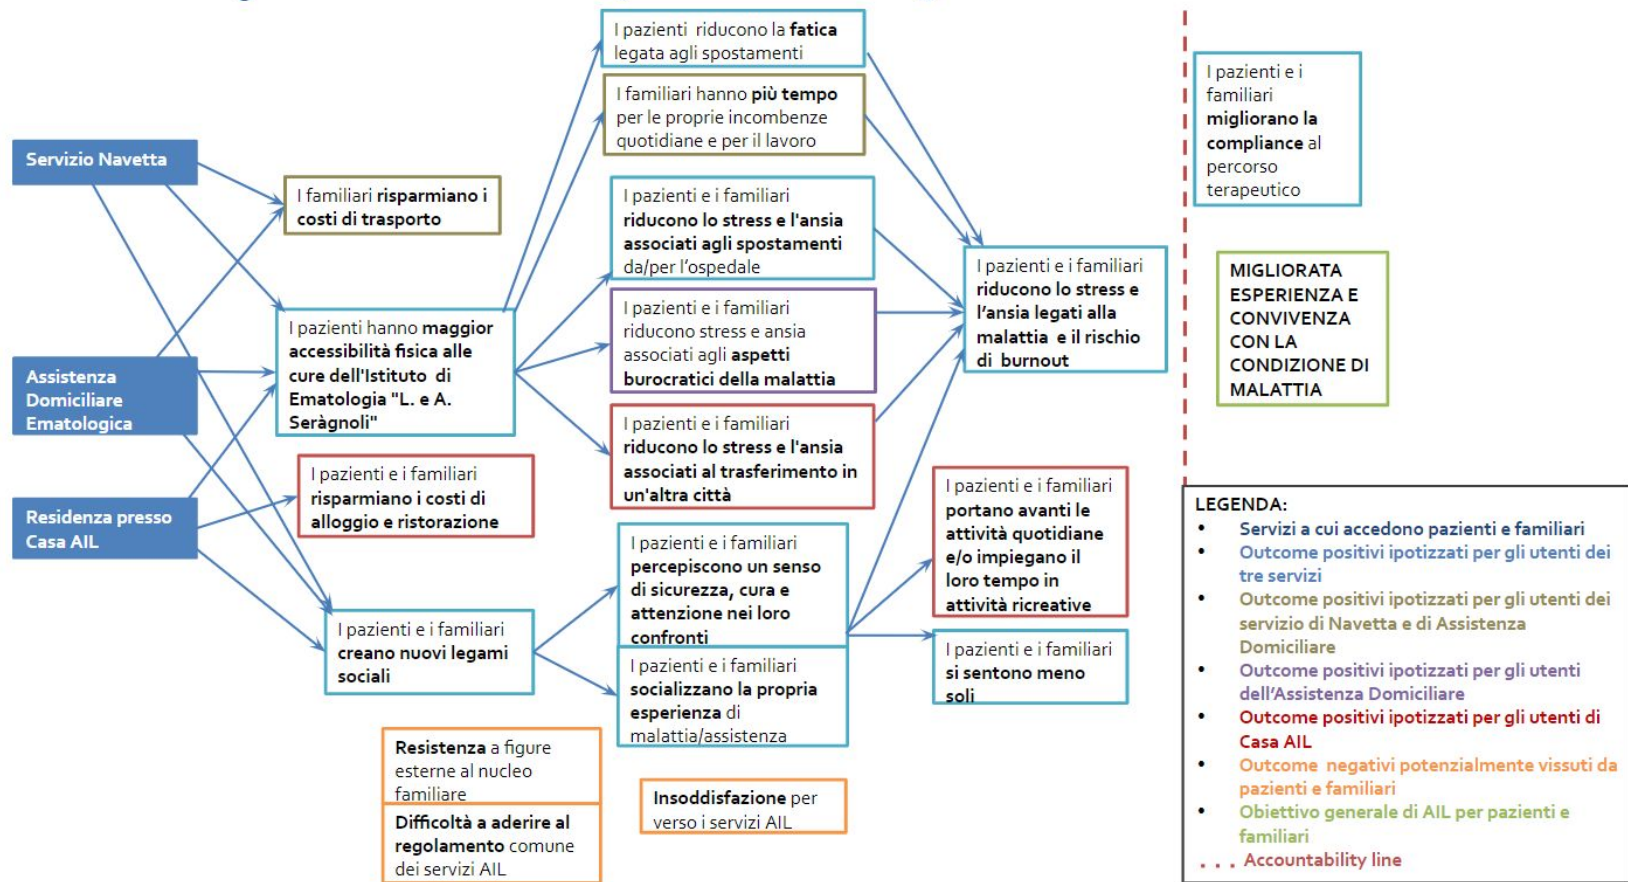 Servizio Navetta
Assistenza
Domiciliare
Ematologica
Residenza presso
Casa AIL
I familiari risparmiano i
costi di trasporto
I pazienti hanno maggior
accessibilità fisica alle
cure dell'Istituto di
Ematologia "L. e A.
Seràgnoli"
I pazienti e i familiari
risparmiano i costi di
alloggio e ristorazione
I pazienti e i familiari
creano nuovi legami
sociali
Resistenza a figure
esterne al nucleo
familiare
Difficoltà a aderire al
regolamento comune
dei servizi AIL
I pazienti riducono la fatica
legata agli spostamenti
I familiari hanno più tempo
per le proprie incombenze
quotidiane e per il lavoro
I pazienti e i familiari
riducono lo stress e l'ansia
associati agli spostamenti
da/per l'ospedale
I pazienti e i familiari
riducono stress e ansia
associati agli aspetti
burocratici della malattia
I pazienti e i familiari
riducono lo stress e l'ansia
associati al trasferimento in
un'altra città
I pazienti e i familiari
percepiscono un senso
di sicurezza, cura e
attenzione nei loro
confronti
I pazienti e i familiari
socializzano la propria
esperienza di
malattia/assistenza
Insoddisfazione per
verso i servizi AIL
I pazienti e i familiari
riducono lo stress e
l'ansia legati alla
malattia e il rischio
di burnout
I pazienti e i familiari
portano avanti le
attività quotidiane
e/o impiegano il
loro tempo in
attività ricreative
I pazienti e i familiari
si sentono meno
soli
I pazienti e i
familiari
migliorano la
compliance al
percorso
terapeutico
MIGLIORATA
ESPERIENZA E
CONVIVENZA
CON LA
CONDIZIONE DI
MALATTIA
LEGENDA:
• Servizi a cui accedono pazienti e familiari
• Outcome positivi ipotizzati per gli utenti dei
tre servizi
• Outcome positivi ipotizzati per gli utenti dei
servizio di Navetta e di Assistenza
Domiciliare
• Outcome positivi ipotizzati per gli utenti
dell'Assistenza Domiciliare
• Outcome positivi ipotizzati per gli utenti di
Casa AIL
• Outcome negativi potenzialmente vissuti da
pazienti e familiari
• Obiettivo generale di AIL per pazienti e
familiari
. . . Accountability line